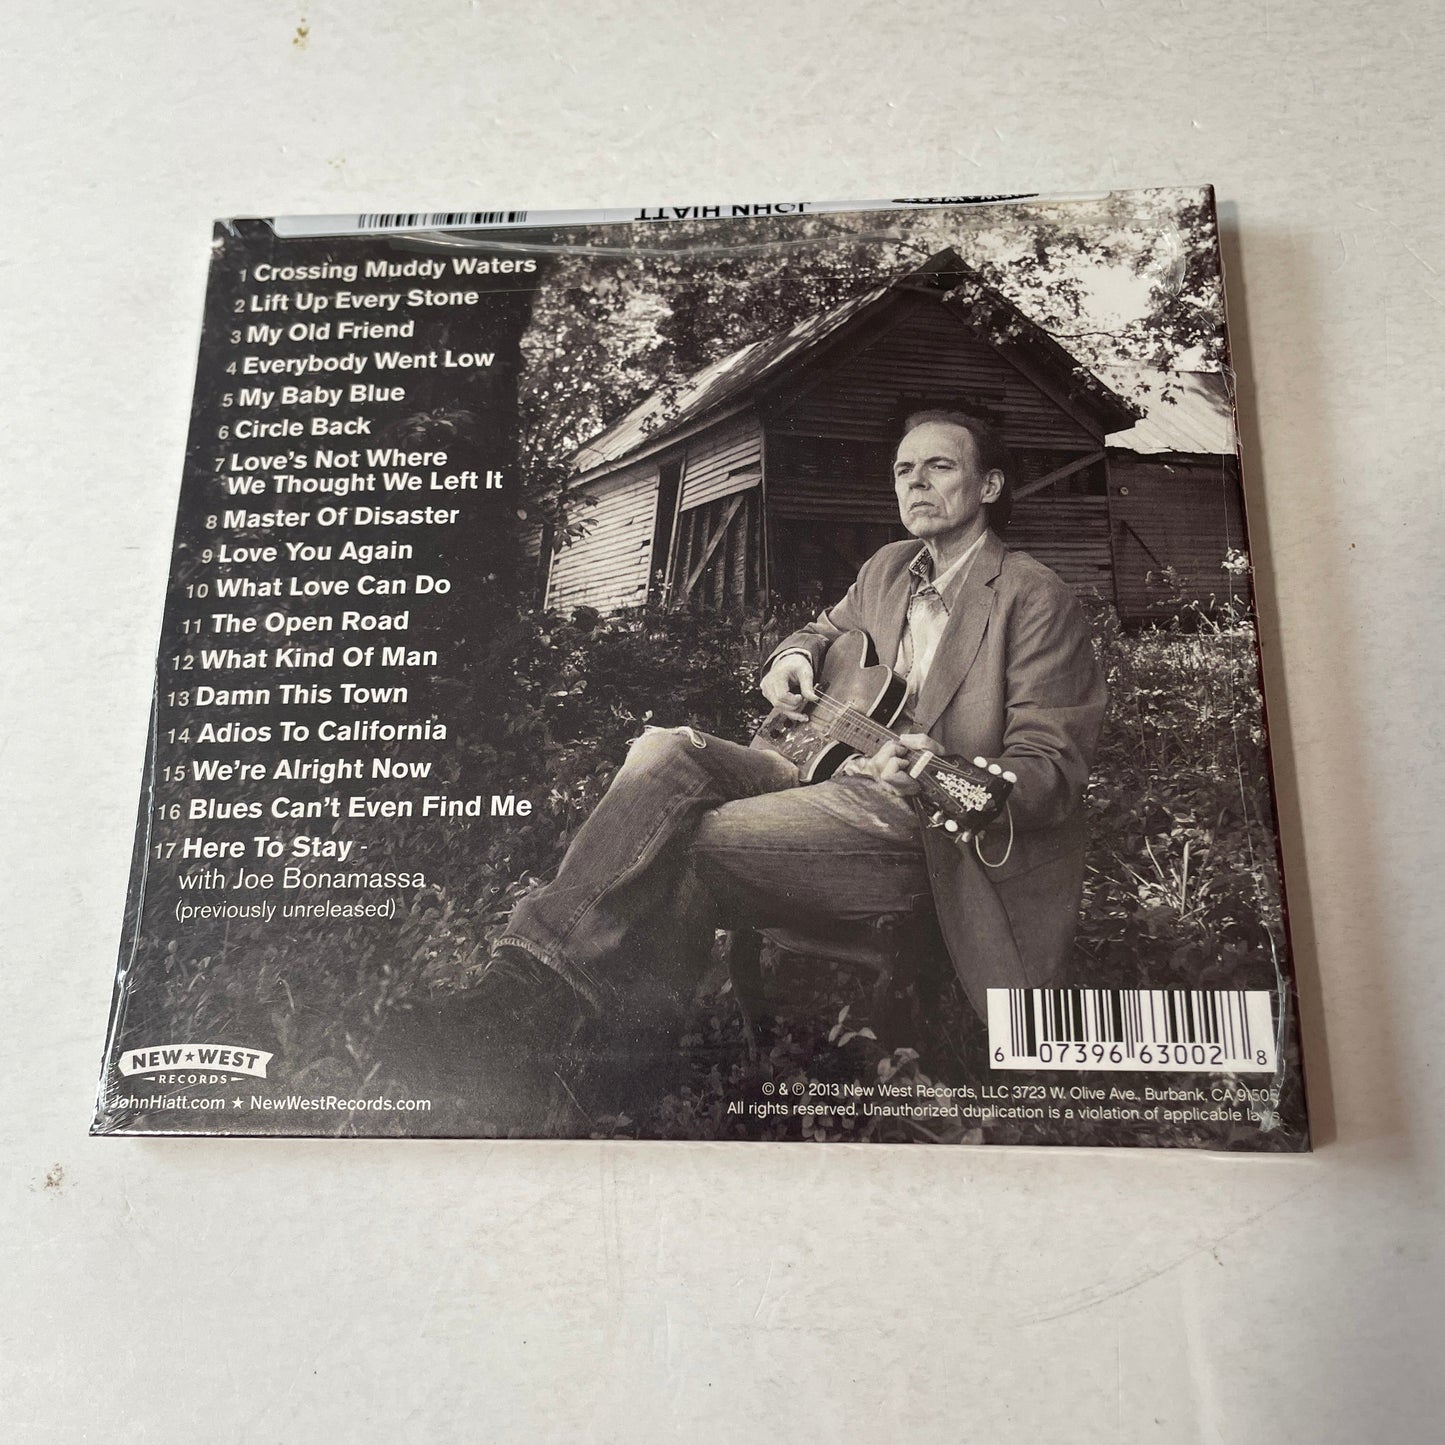 JOHN HIATT
1 Crossing Muddy Waters
2 Lift Up Every Stone
3 My Old Friend
4 Everybody Went Low
5 My Baby Blue
6 Circle Back
7 Love's Not Where
We Thought We Left It
8 Master Of Disaster
9 Love You Again
10 What Love Can Do
11 The Open Road
12 What Kind Of Man
13 Damn This Town
14 Adios To California
15 We're Alright Now
16 Blues Can't Even Find Me
17 Here To Stay -
with Joe Bonamassa
(previously unreleased)
NEW★WEST
RECORDS
JohnHiatt.com ★ NewWestRecords.com
6 07396 63002 8
© & ℗ 2013 New West Records, LLC 3723 W. Olive Ave., Burbank, CA 91505
All rights reserved. Unauthorized duplication is a violation of applicable laws.